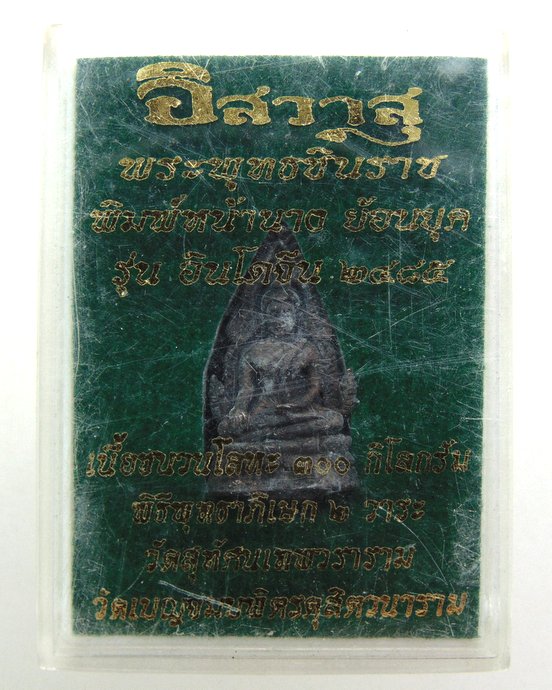 อิสวาสุ
พระพุทธชินราช
พิมพ์หน้านาง ย้อนยุค
รุ่น อินโดจีน ๒๔๘๕
เนื้อชนวนโลหะ ๓๐๐ กิโลกรัม
พิธีพุทธาภิเษก ๒ วาระ
วัดสุทัศนเทพวราราม
วัดเบญจมบพิตรดุสิตวนาราม